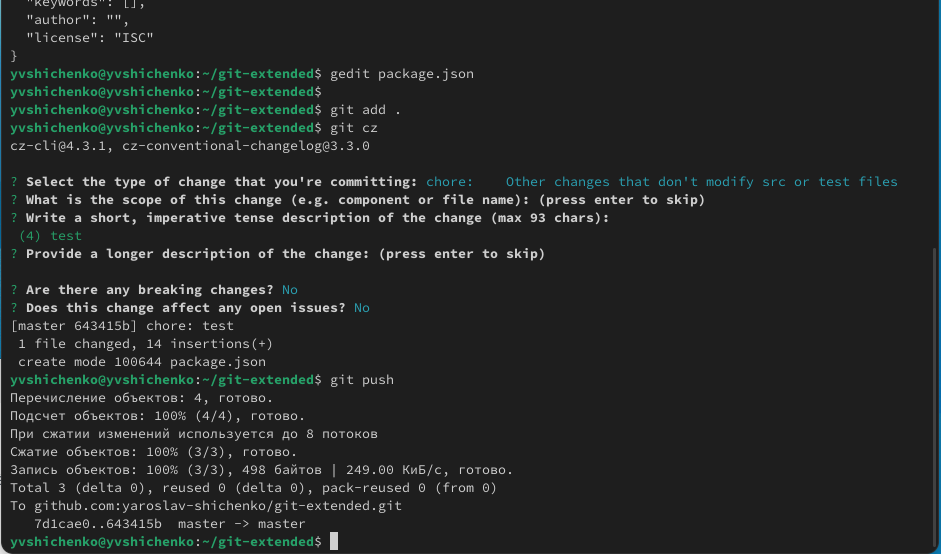 "keywords": [],
"author": "",
"license": "ISC"
}
yvshichenko@yvshichenko:~/git-extended$ gedit package.json
yvshichenko@yvshichenko:~/git-extended$
yvshichenko@yvshichenko:~/git-extended$ git add .
yvshichenko@yvshichenko:~/git-extended$ git cz
cz-cli@4.3.1, cz-conventional-changelog@3.3.0
? Select the type of change that you're committing: chore:    Other changes that don't modify src or test files
? What is the scope of this change (e.g. component or file name): (press enter to skip)
? Write a short, imperative tense description of the change (max 93 chars):
(4) test
? Provide a longer description of the change: (press enter to skip)
? Are there any breaking changes? No
? Does this change affect any open issues? No
[master 643415b] chore: test
1 file changed, 14 insertions(+)
create mode 100644 package.json
yvshichenko@yvshichenko:~/git-extended$ git push
Перечисление объектов: 4, готово.
Подсчет объектов: 100% (4/4), готово.
При сжатии изменений используется до 8 потоков
Сжатие объектов: 100% (3/3), готово.
Запись объектов: 100% (3/3), 498 байтов | 249.00 КиБ/с, готово.
Total 3 (delta 0), reused 0 (delta 0), pack-reused 0 (from 0)
To github.com:yaroslav-shichenko/git-extended.git
7d1cae0..643415b  master -> master
yvshichenko@yvshichenko:~/git-extended$